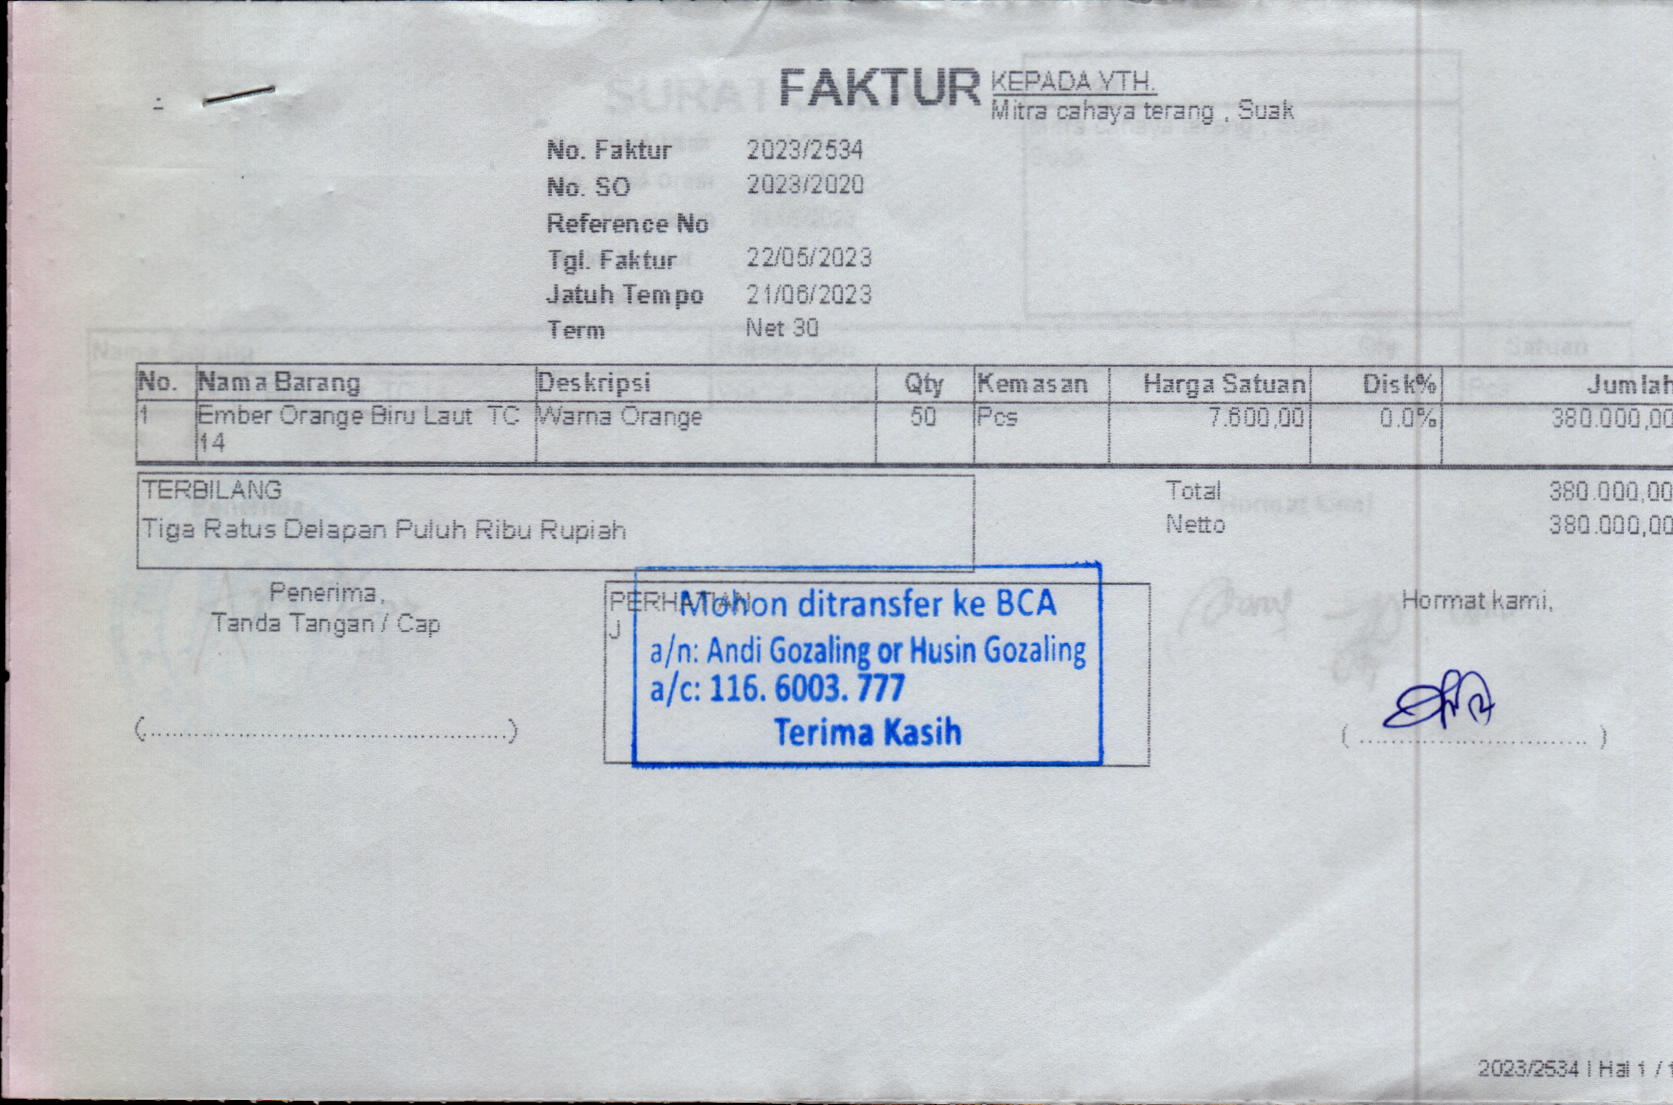 FAKTUR
KEPADA YTH.
Mitra cahaya terang , Suak
No. Faktur 2023/2534
No. SO 2023/2020
Reference No
Tgl. Faktur 22/05/2023
Jatuh Tempo 21/06/2023
Term Net 30
No. Nama Barang Deskripsi Qty Kemasan Harga Satuan Disk% Jumlah
1 Ember Orange Biru Laut TC Warna Orange 50 Pcs 7.600,00 0.0% 380.000,00
14
TERBILANG
Tiga Ratus Delapan Puluh Ribu Rupiah
Total 380.000,00
Netto 380.000,00
Penerima,
Tanda Tangan / Cap
(....................................................)
PERHATIAN
J
Mohon ditransfer ke BCA
a/n: Andi Gozaling or Husin Gozaling
a/c: 116. 6003. 777
Terima Kasih
Hormat kami,
( ................................. )
2023/2534 | Hal 1 / 1